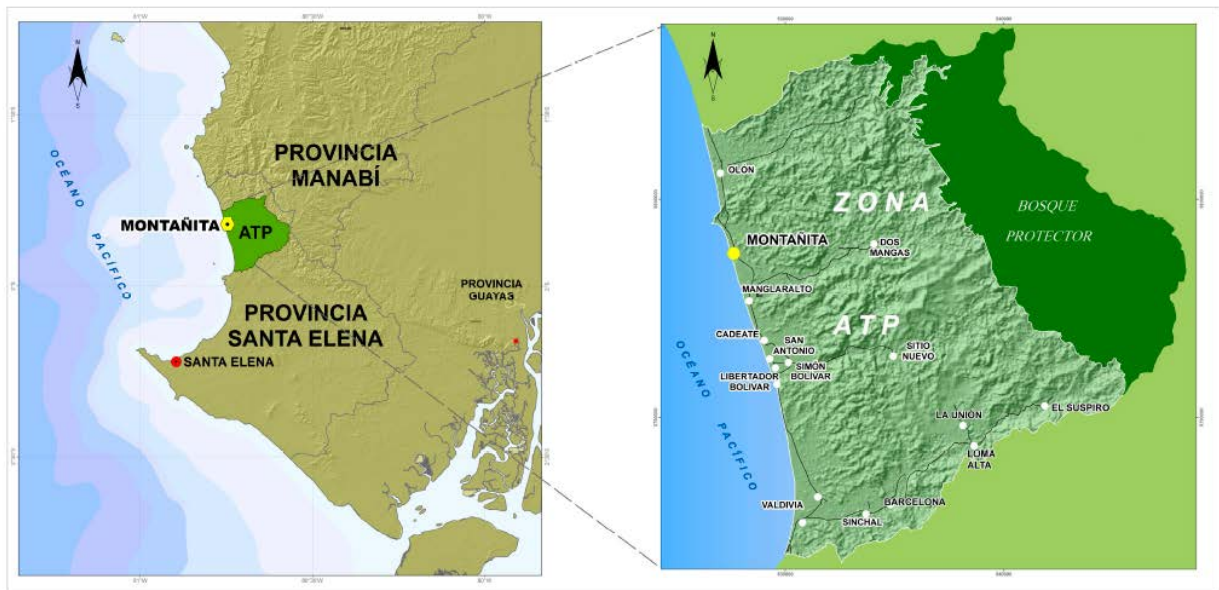 N
S
OCÉANO
PACÍFICO
PROVINCIA
MANABÍ
MONTAÑITA
ATP
PROVINCIA
GUAYAS
PROVINCIA
SANTA ELENA
SANTA ELENA
N
S
OLON
ZONA
BOSQUE
PROTECTOR
MONTAÑITA
DOS
MANGAS
MANGLARALTO
ATP
CADEATE
SAN
ANTONIO
SITIO
NUEVO
SIMÓN
BOLIVAR
LIBERTADOR
BOLIVAR
OCÉANO
PACÍFICO
LA UNIÓN
EL SUSPIRO
LOMA
ALTA
VALDIVIA
BARCELONA
SINCHAL